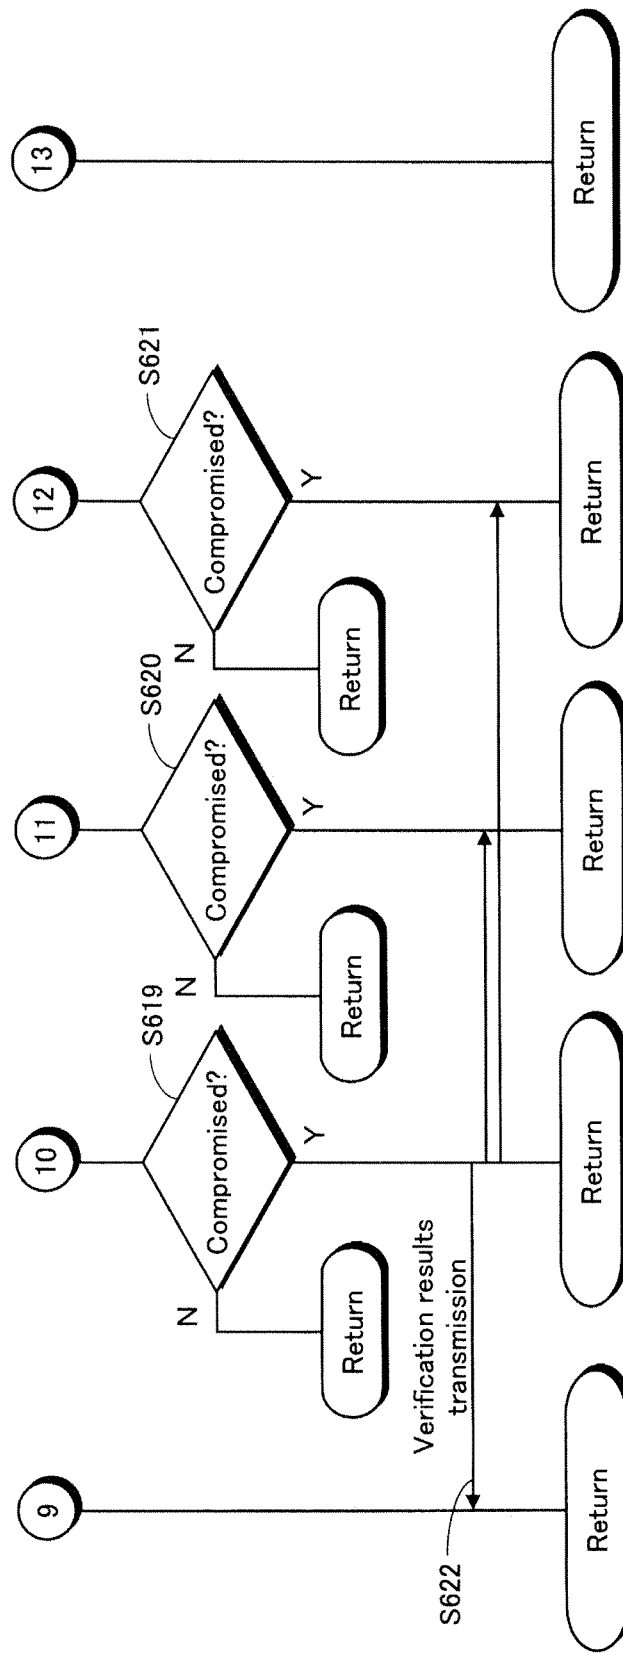 9
10
11
12
13
S619
S620
S621
Compromised?
Compromised?
Compromised?
N
N
N
Y
Y
Y
Return
Return
Return
Verification results
transmission
S622
Return
Return
Return
Return
Return